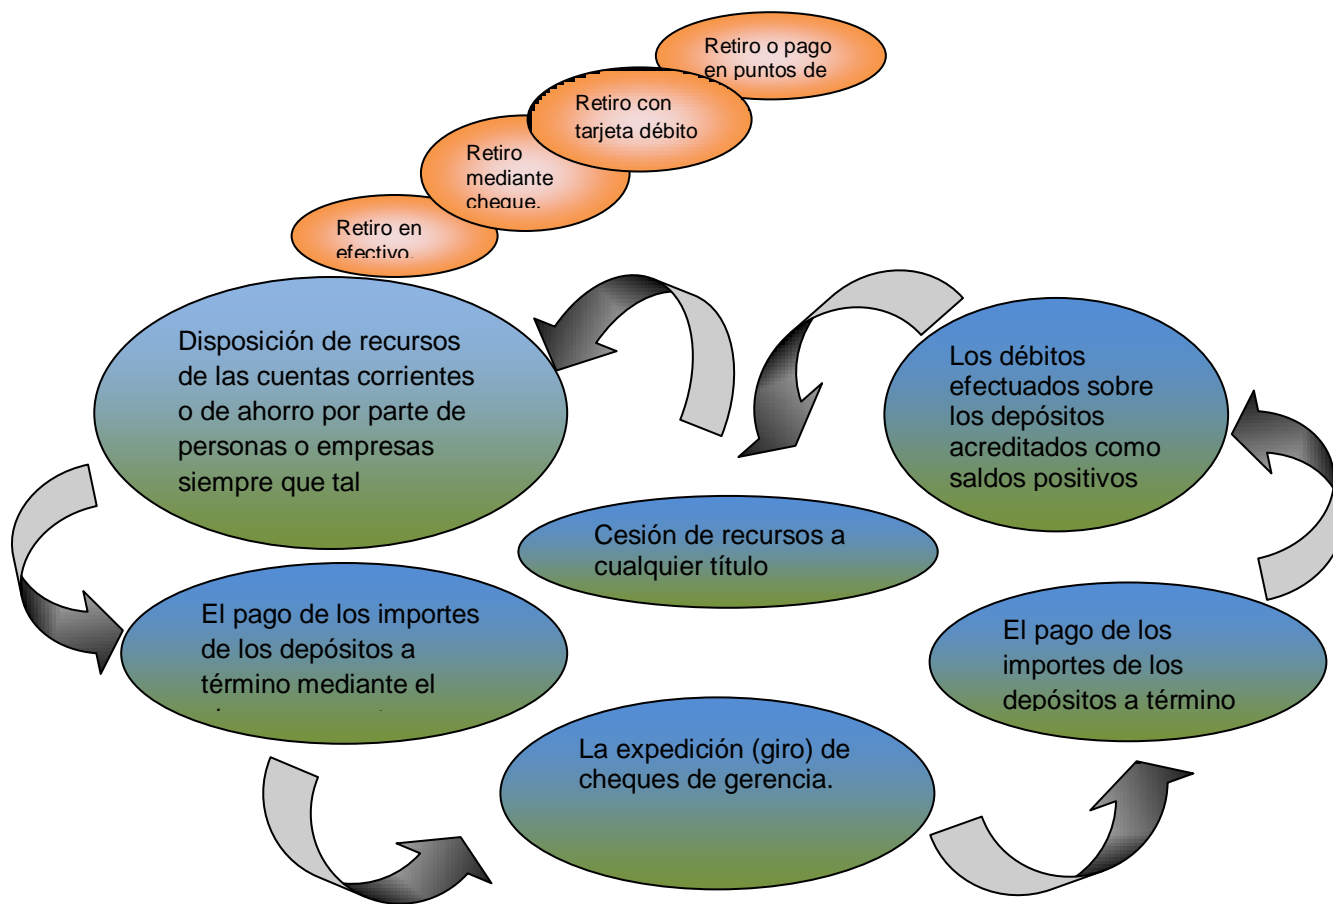 Retiro o pago
en puntos de
Retiro con
tarjeta débito
Retiro
mediante
cheque.
Retiro en
efectivo.
Disposición de recursos
de las cuentas corrientes
o de ahorro por parte de
personas o empresas
siempre que tal
Los débitos
efectuados sobre
los depósitos
acreditados como
saldos positivos
Cesión de recursos a
cualquier título
El pago de los importes
de los depósitos a
término mediante el
El pago de los
importes de los
depósitos a término
La expedición (giro) de
cheques de gerencia.